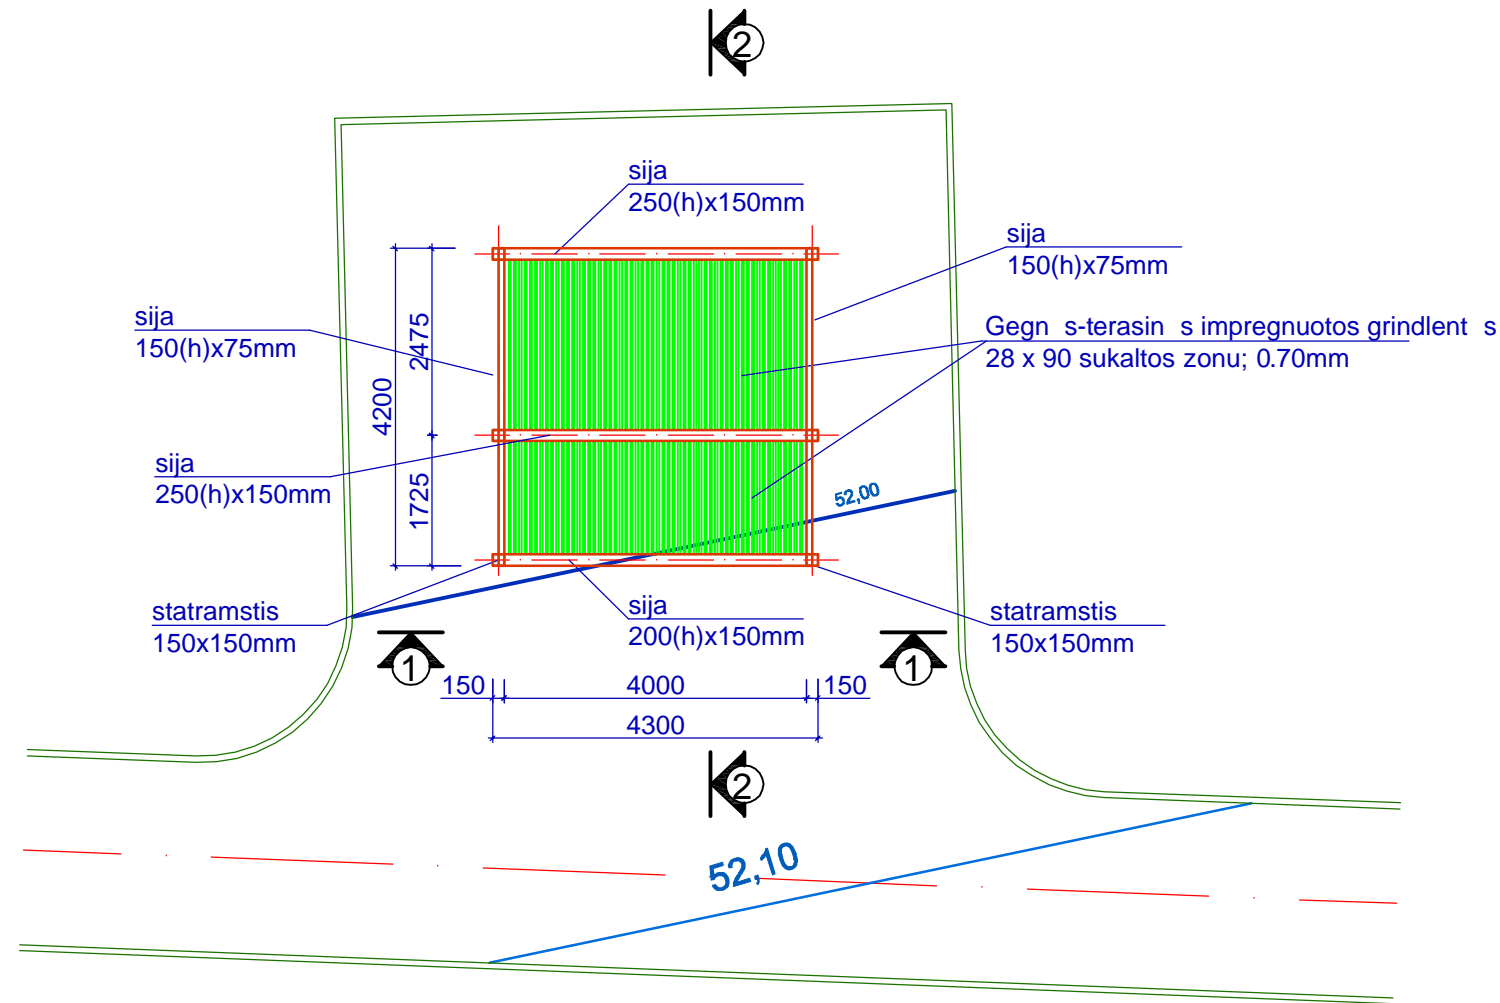 2
sija
250(h)x150mm
sija
150(h)x75mm
sija
150(h)x75mm
Gegn s-terasin s impregnuotos grindlent s
28 x 90 sukaltos zonu; 0.70mm
2475
4200
1725
sija
250(h)x150mm
52,00
statramstis
150x150mm
sija
200(h)x150mm
statramstis
150x150mm
1
1
150
4000
150
4300
2
52,10